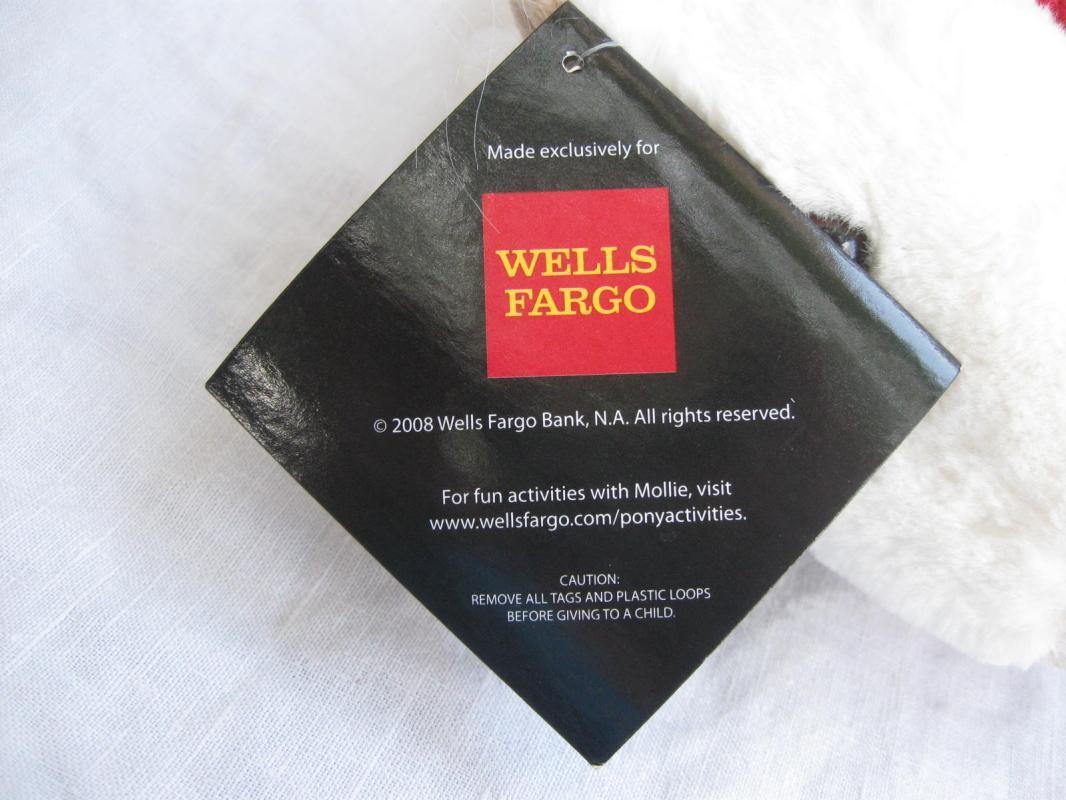 Made exclusively for
WELLS
FARGO
© 2008 Wells Fargo Bank, N.A. All rights reserved.
For fun activities with Mollie, visit
www.wellsfargo.com/ponyactivities.
CAUTION:
REMOVE ALL TAGS AND PLASTIC LOOPS
BEFORE GIVING TO A CHILD.